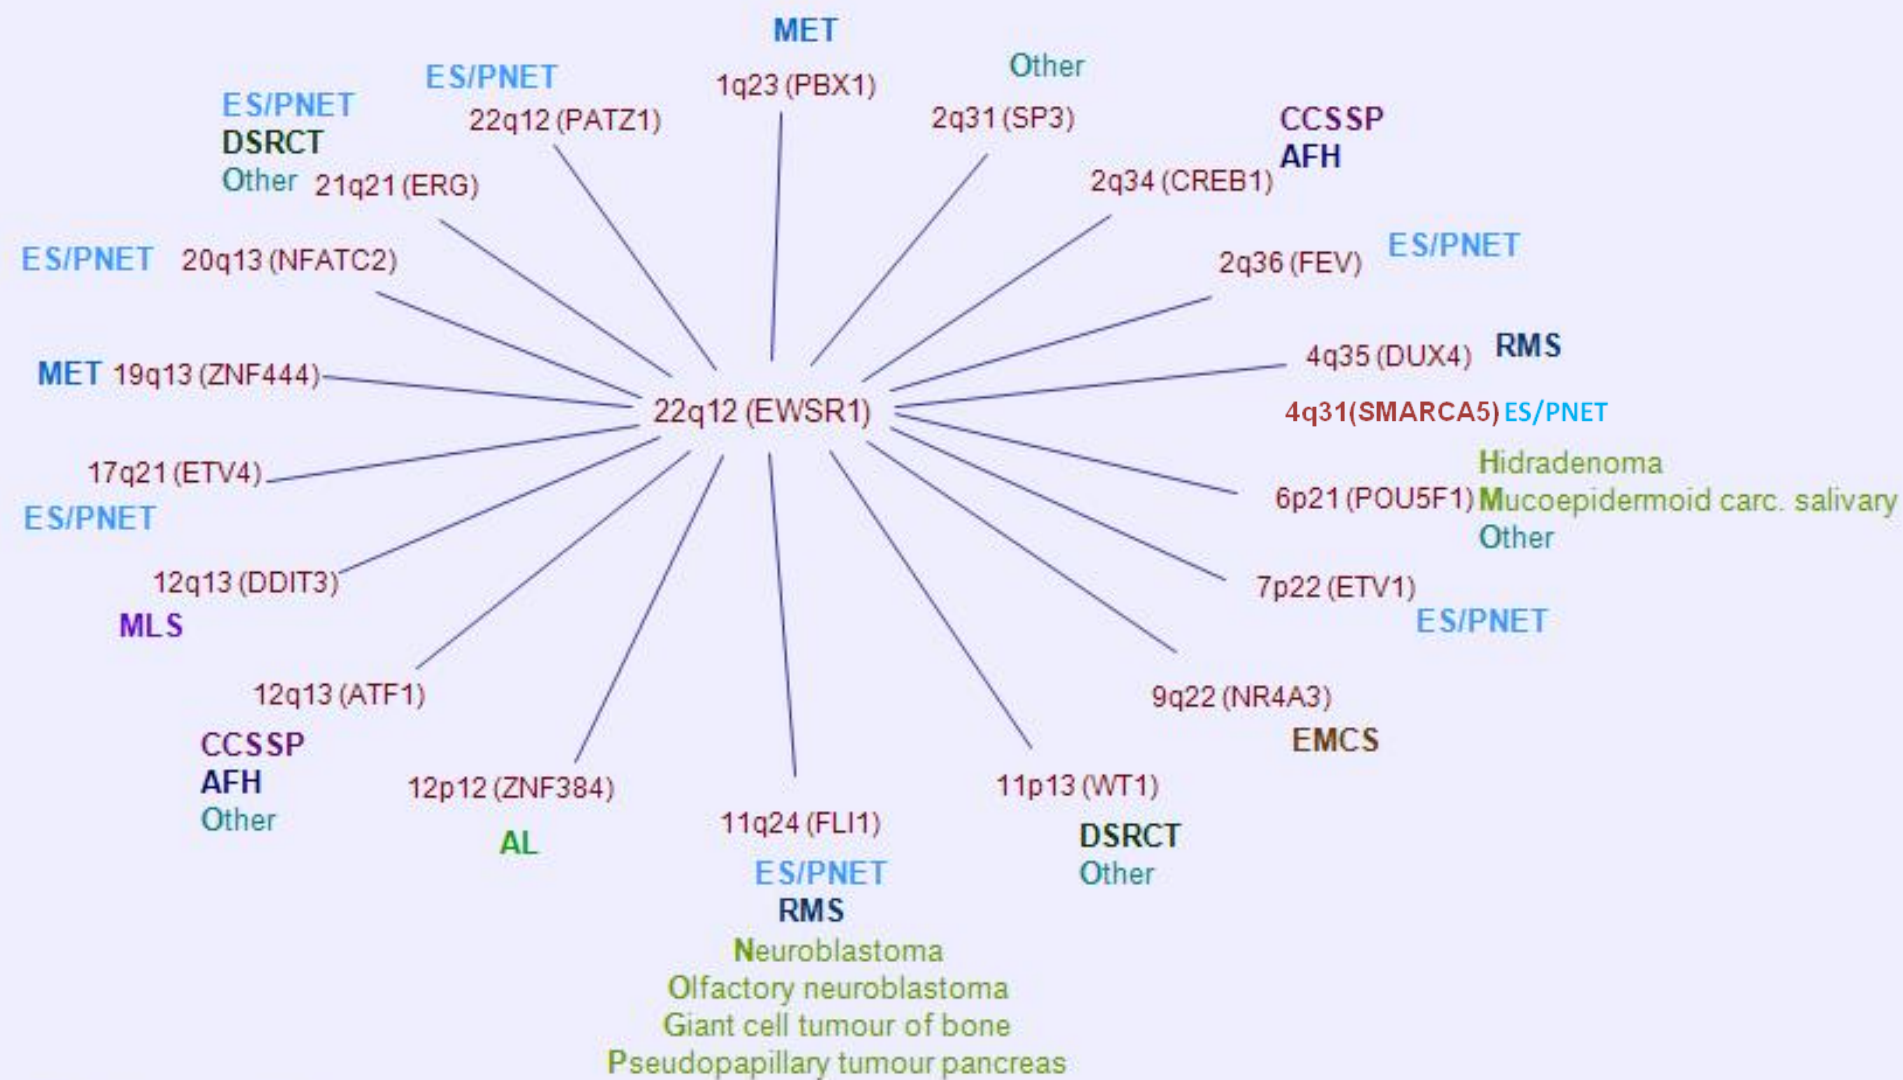 MET
1q23 (PBX1)
Other
2q31 (SP3)
CCSSP
AFH
2q34 (CREB1)
ES/PNET
2q36 (FEV)
RMS
4q35 (DUX4)
4q31(SMARCA5) ES/PNET
Hidradenoma
6p21 (POU5F1) Mucoepidermoid carc. salivary
Other
7p22 (ETV1)
ES/PNET
9q22 (NR4A3)
EMCS
11p13 (WT1)
DSRCT
Other
11q24 (FLI1)
ES/PNET
RMS
Neuroblastoma
Olfactory neuroblastoma
Giant cell tumour of bone
Pseudopapillary tumour pancreas
12p12 (ZNF384)
AL
12q13 (ATF1)
CCSSP
AFH
Other
12q13 (DDIT3)
MLS
17q21 (ETV4)
ES/PNET
MET 19q13 (ZNF444)
ES/PNET 20q13 (NFATC2)
ES/PNET
DSRCT
Other 21q21 (ERG)
ES/PNET
22q12 (PATZ1)
22q12 (EWSR1)